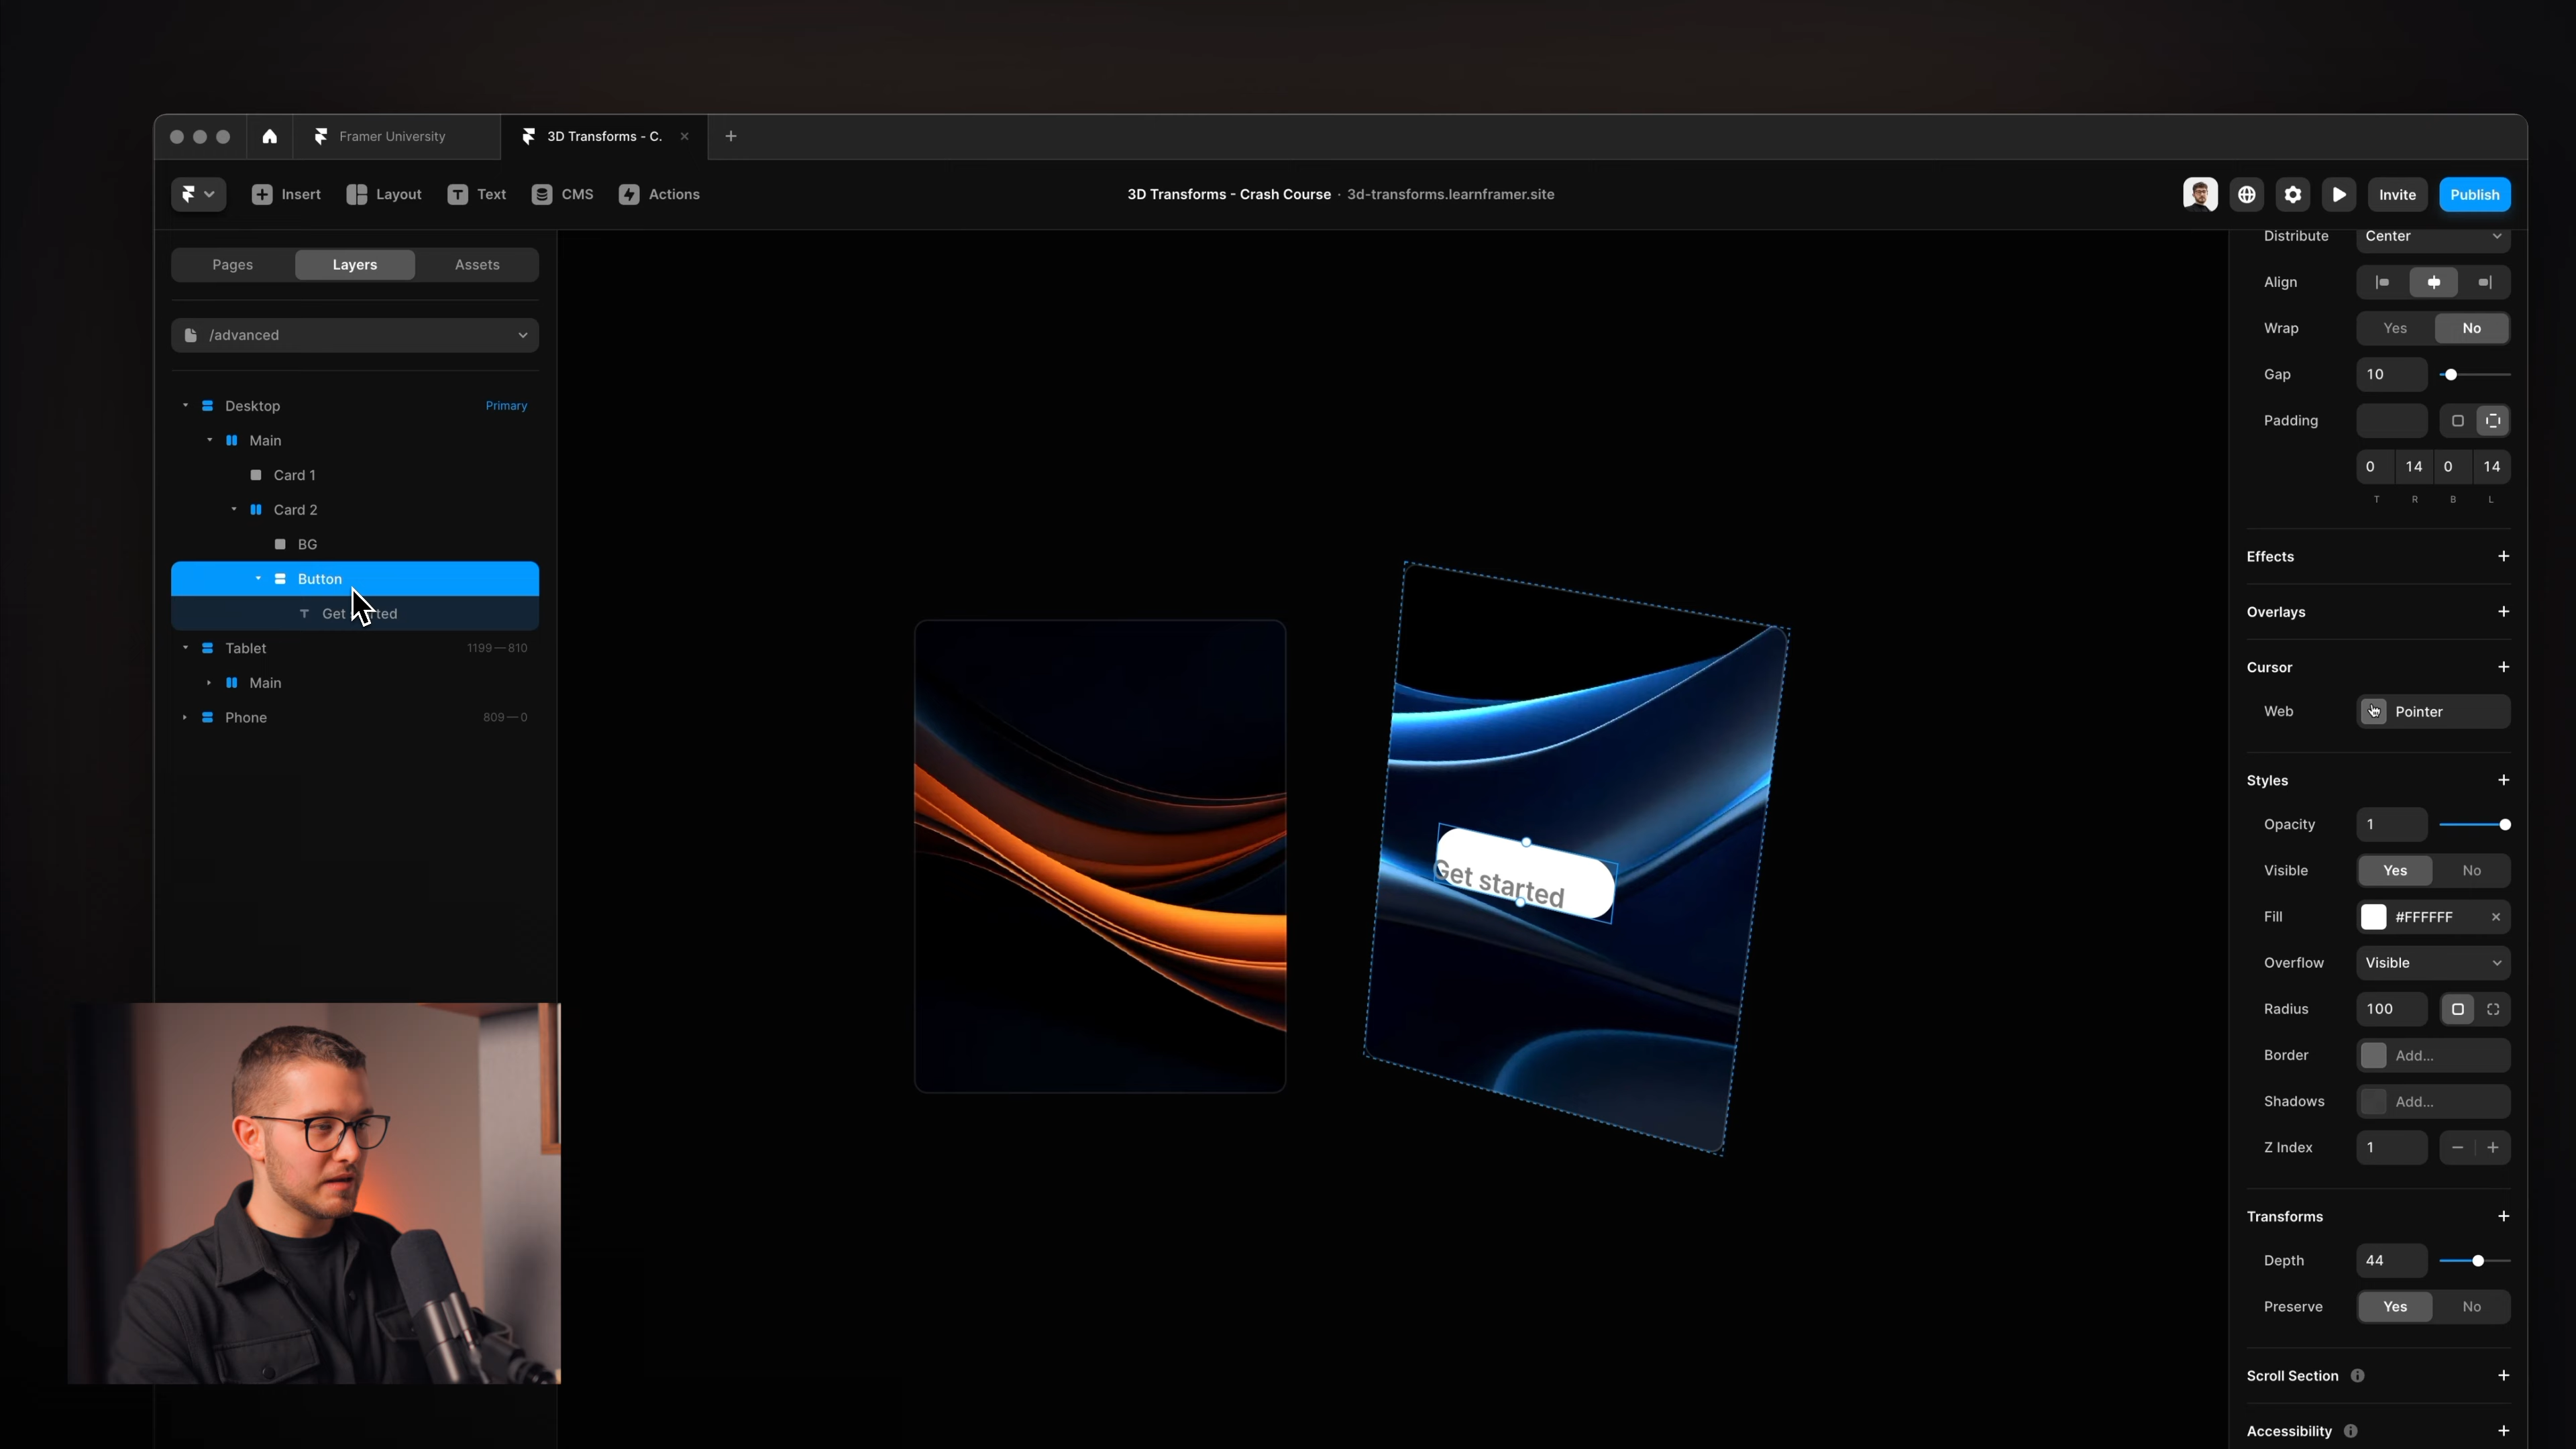 Framer University
3D Transforms - C.
Insert
Layout
Text
CMS
Actions
3D Transforms - Crash Course · 3d-transforms.learnframer.site
Invite
Publish
Pages
Layers
Assets
/advanced
Desktop
Primary
Main
Card 1
Card 2
BG
Button
Tablet
1199—810
Main
Phone
809—0
Get started
Distribute
Center
Align
Wrap
Yes
No
Gap
10
Padding
0
14
0
14
T
R
B
L
Effects
Overlays
Cursor
Web
Pointer
Styles
Opacity
1
Visible
Yes
No
Fill
#FFFFFF
Overflow
Visible
Radius
100
Border
Add...
Shadows
Add...
Z Index
1
Transforms
Depth
44
Preserve
Yes
No
Scroll Section
Accessibility